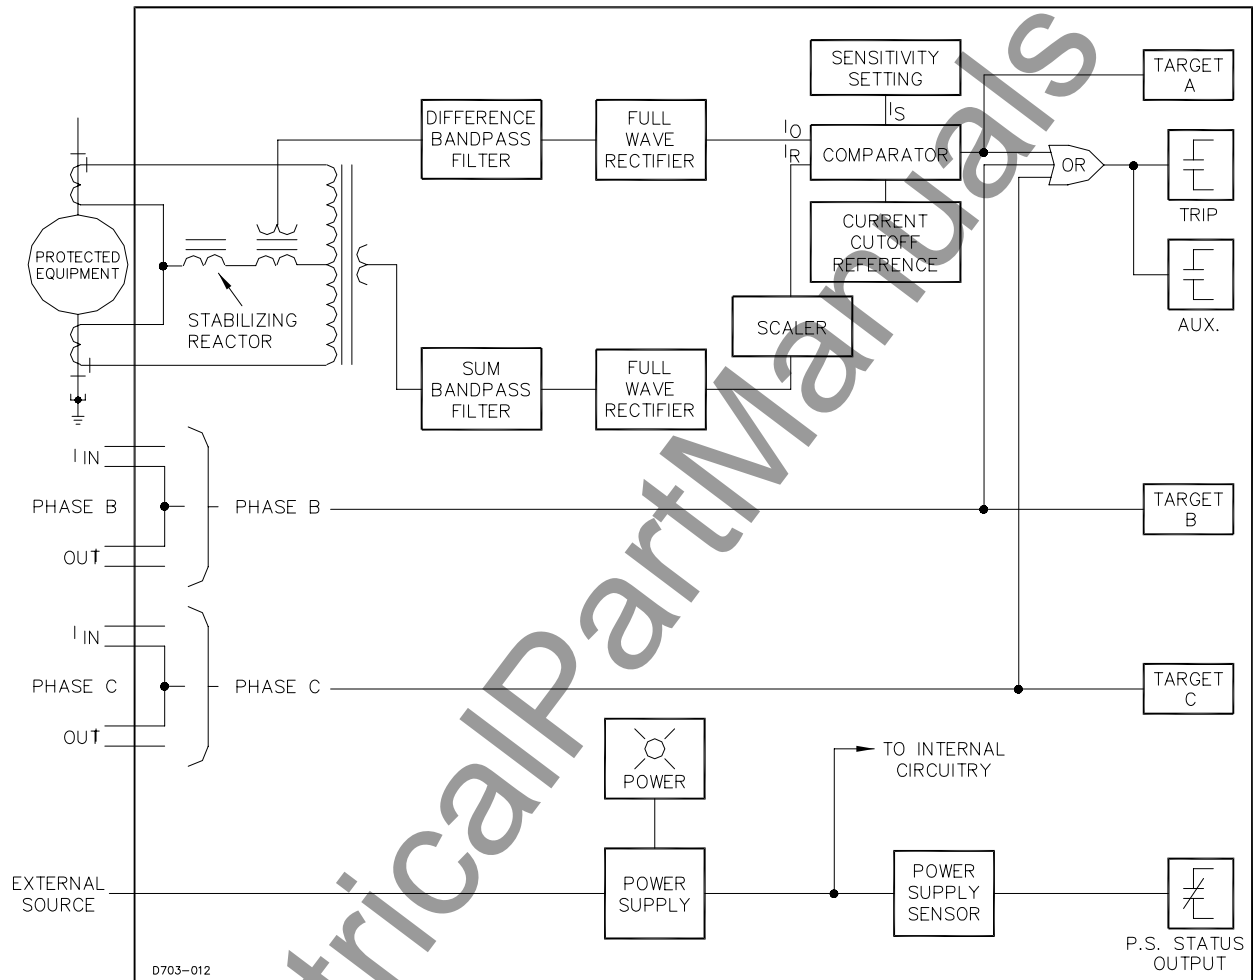 SENSITIVITY
SETTING
TARGET
A
DIFFERENCE
BANDPASS
FILTER
FULL
WAVE
RECTIFIER
IS
IO
IR
COMPARATOR
OR
TRIP
CURRENT
CUTOFF
REFERENCE
PROTECTED
EQUIPMENT
STABILIZING
REACTOR
SCALER
AUX.
SUM
BANDPASS
FILTER
FULL
WAVE
RECTIFIER
I IN
PHASE B
OUT
PHASE B
TARGET
B
I IN
PHASE C
OUT
PHASE C
TARGET
C
POWER
TO INTERNAL
CIRCUITRY
EXTERNAL
SOURCE
POWER
SUPPLY
POWER
SUPPLY
SENSOR
P.S. STATUS
OUTPUT
D703-012
tricalPartManuals